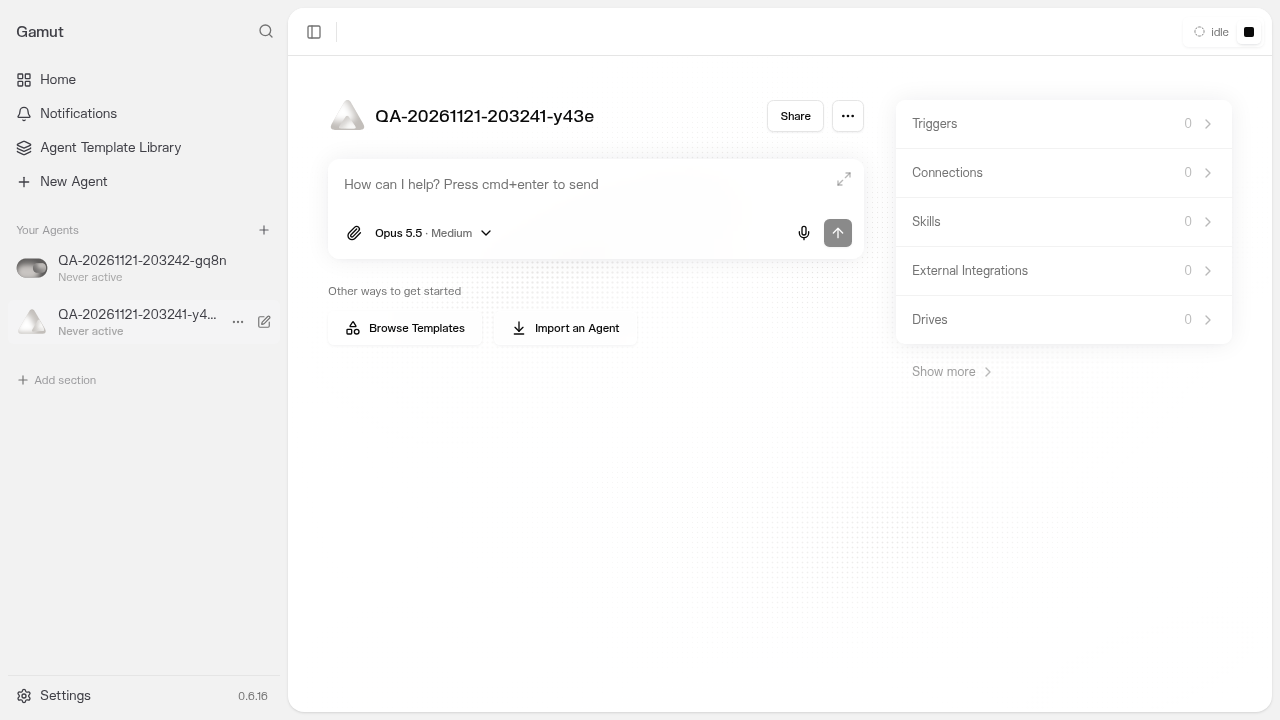 Gamut
Home
Notifications
Agent Template Library
New Agent
Your Agents
QA-20261121-203242-gq8n
Never active
QA-20261121-203241-y4...
Never active
Add section
Settings
0.6.16
idle
QA-20261121-203241-y43e
Share
How can I help? Press cmd+enter to send
Opus 5.5 · Medium
Other ways to get started
Browse Templates
Import an Agent
Triggers 0
Connections 0
Skills 0
External Integrations 0
Drives 0
Show more